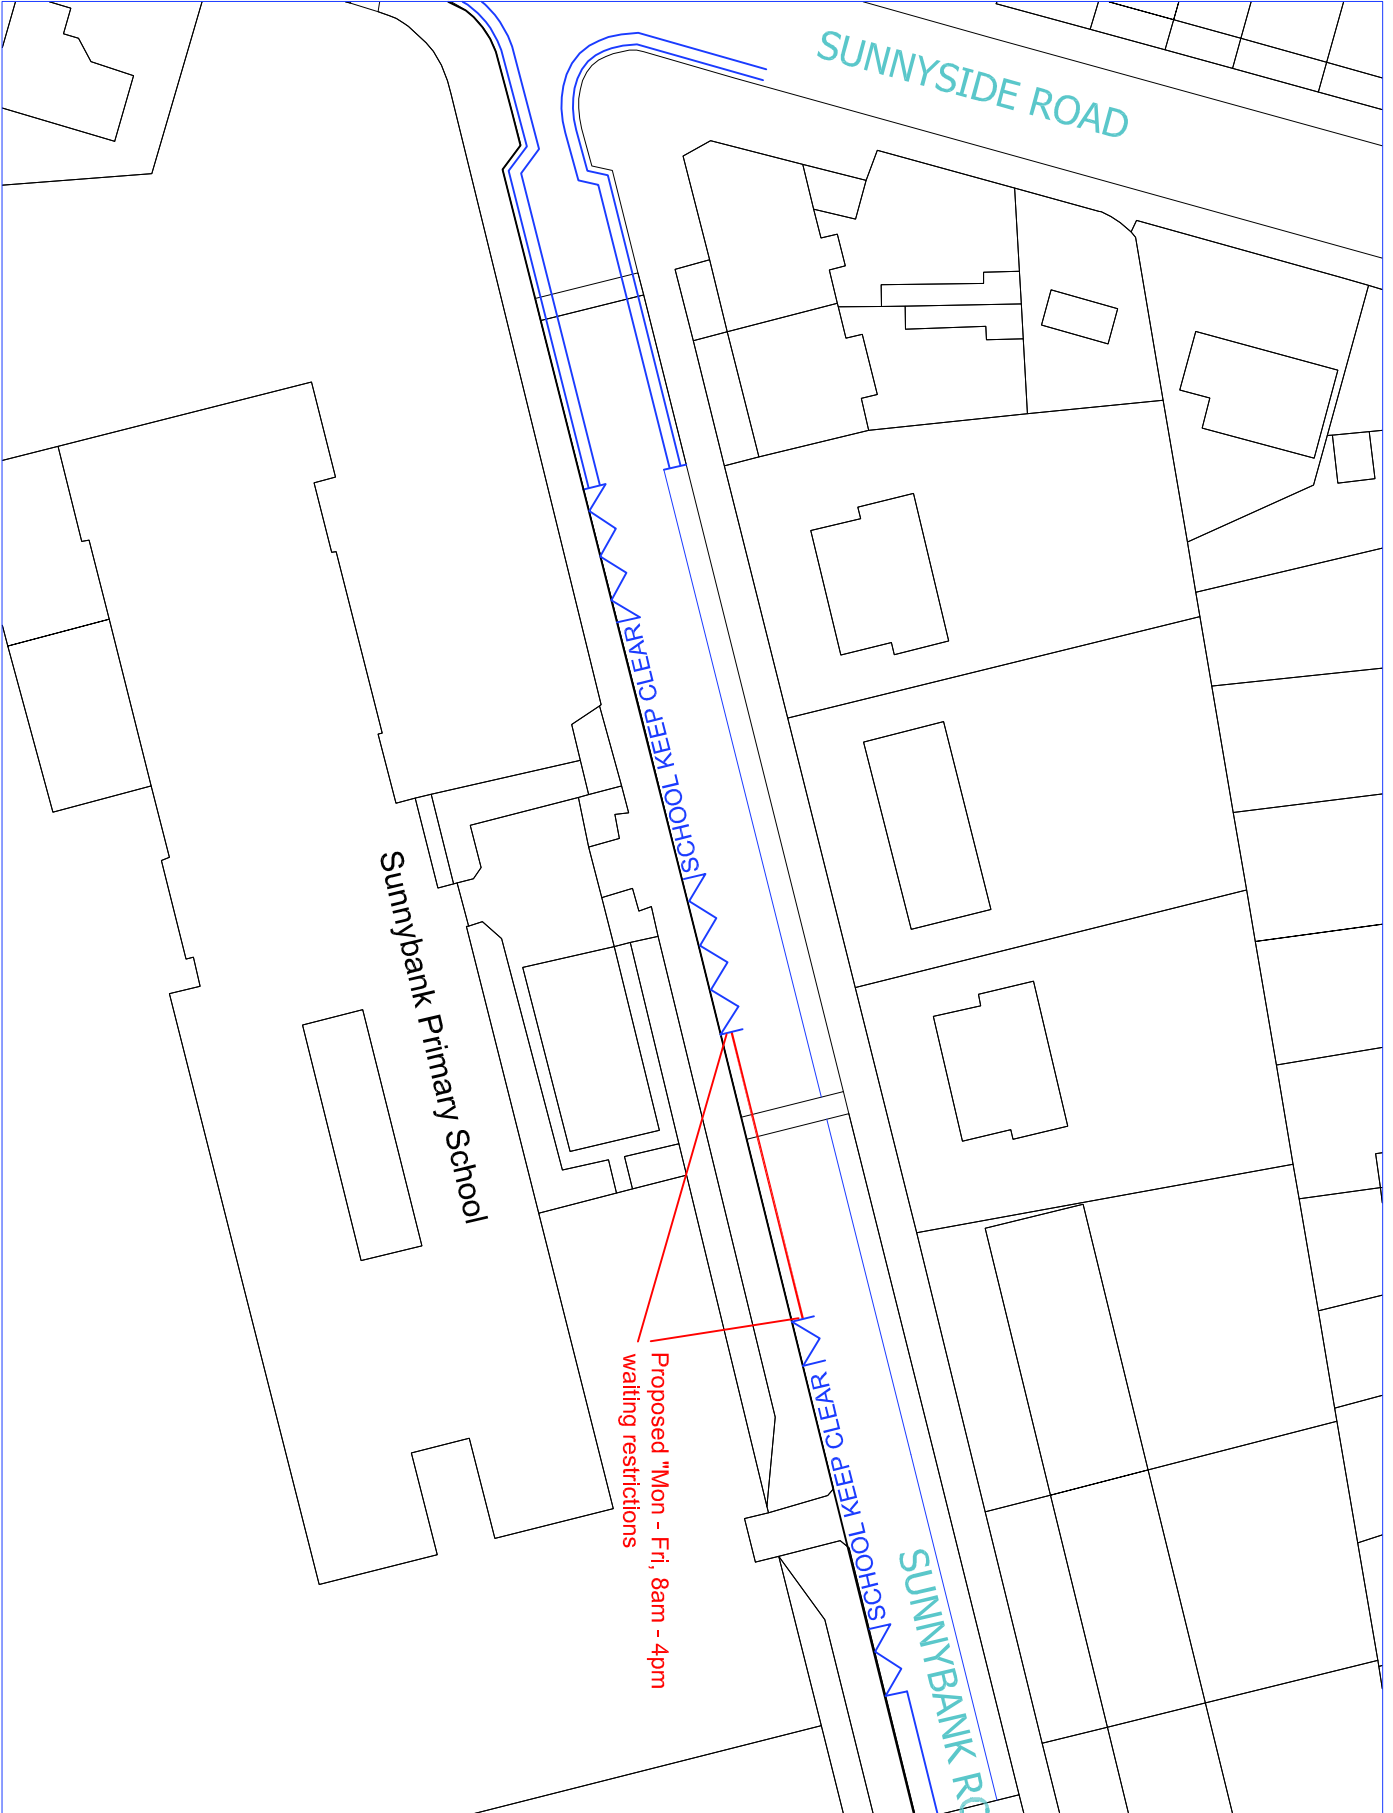 SUNNYSIDE ROAD
SCHOOL KEEP CLEAR
Sunnybank Primary School
Proposed "Mon - Fri, 8am - 4pm
waiting restrictions
SCHOOL KEEP CLEAR
SUNNYBANK RO